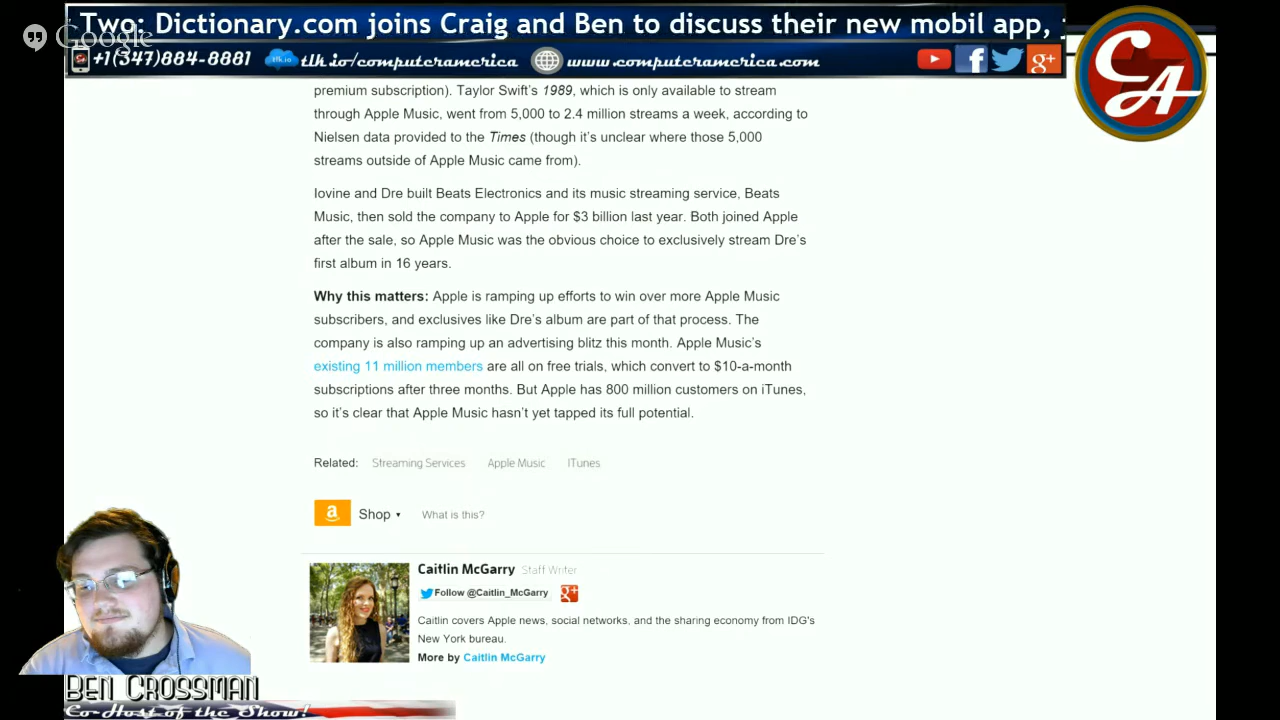 Two: Dictionary.com joins Craig and Ben to discuss their new mobil app,
Google
+1(347)884-8881 tlk.io/computeramerica www.computeramerica.com
CA
premium subscription). Taylor Swift's 1989, which is only available to stream
through Apple Music, went from 5,000 to 2.4 million streams a week, according to
Nielsen data provided to the Times (though it's unclear where those 5,000
streams outside of Apple Music came from).
Iovine and Dre built Beats Electronics and its music streaming service, Beats
Music, then sold the company to Apple for $3 billion last year. Both joined Apple
after the sale, so Apple Music was the obvious choice to exclusively stream Dre's
first album in 16 years.
Why this matters: Apple is ramping up efforts to win over more Apple Music
subscribers, and exclusives like Dre's album are part of that process. The
company is also ramping up an advertising blitz this month. Apple Music's
existing 11 million members are all on free trials, which convert to $10-a-month
subscriptions after three months. But Apple has 800 million customers on iTunes,
so it's clear that Apple Music hasn't yet tapped its full potential.
Related: Streaming Services Apple Music ITunes
Shop What is this?
Caitlin McGarry Staff Writer
Follow @Caitlin_McGarry
Caitlin covers Apple news, social networks, and the sharing economy from IDG's
New York bureau.
More by Caitlin McGarry
Ben Crossman
Co-Host of the Show!